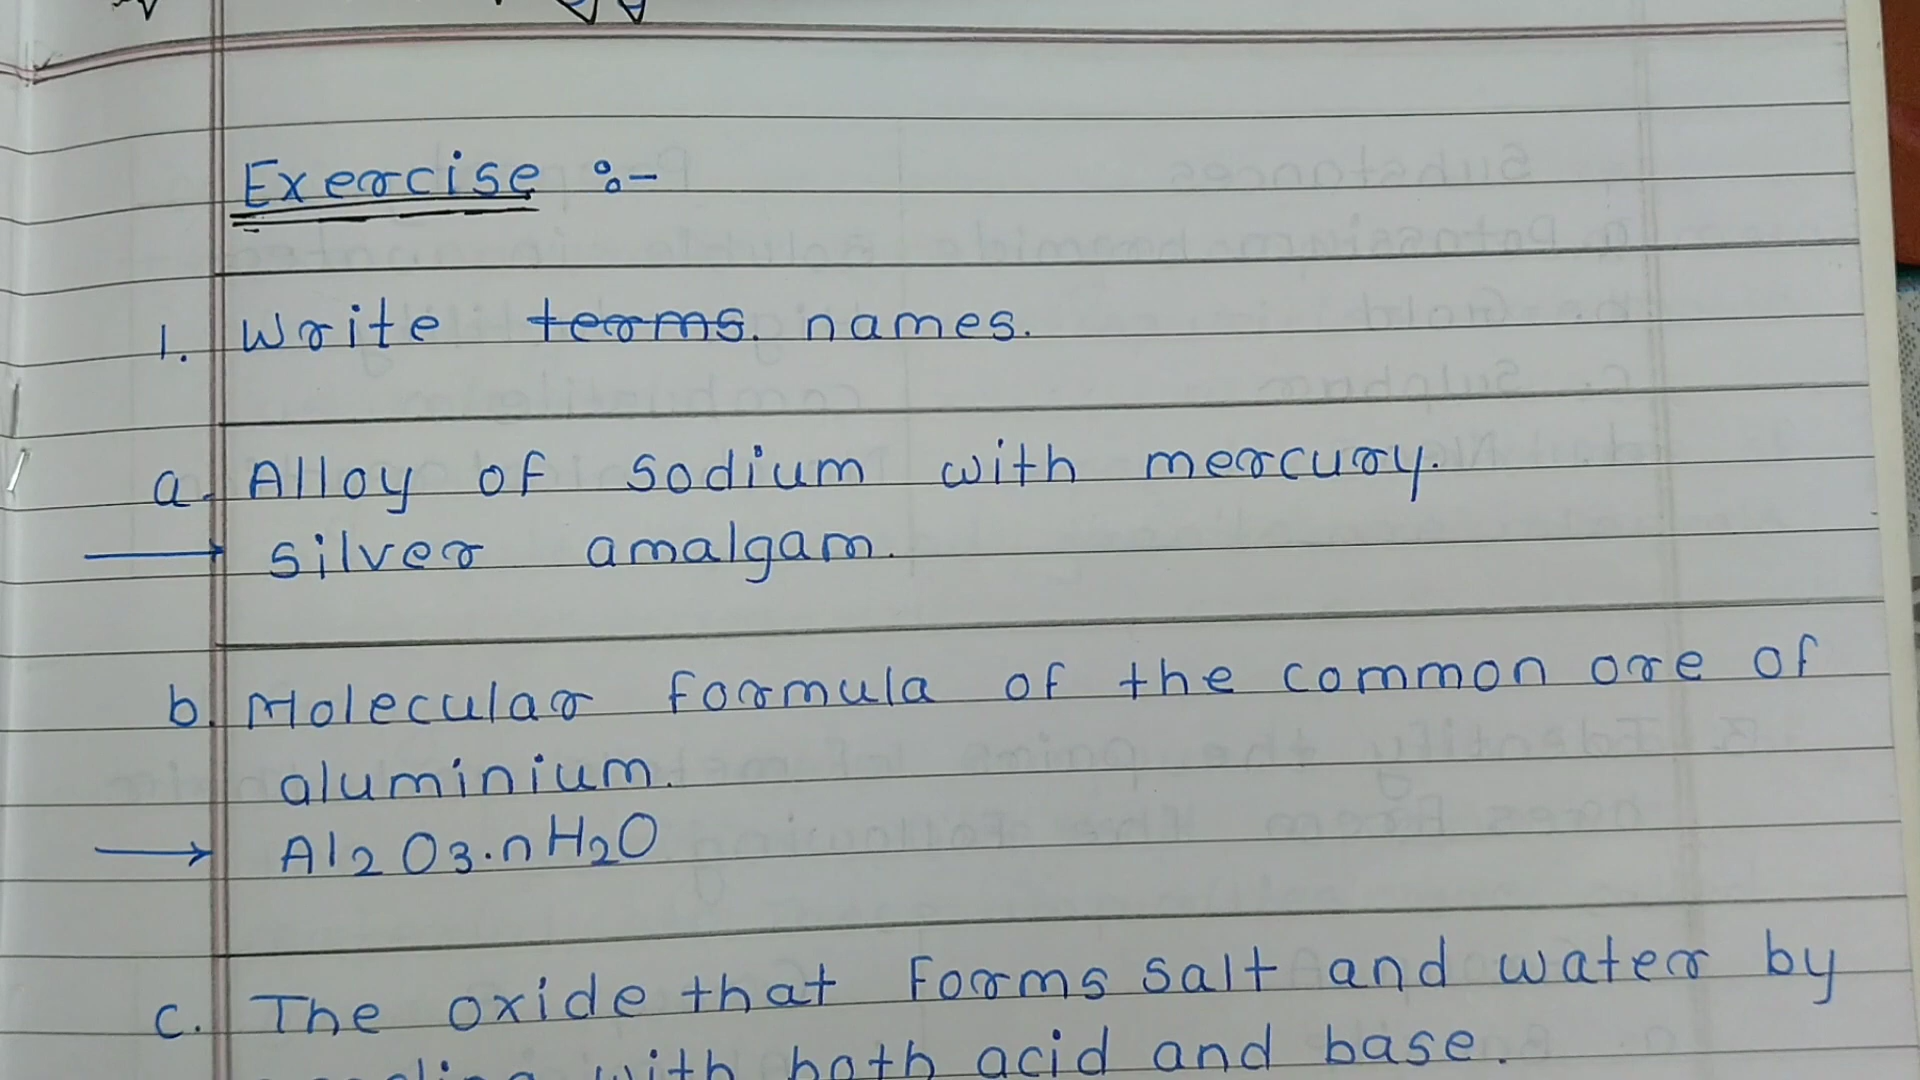 Exercise :-
1. Write terms. names.
a. Alloy of sodium with mercury.
→ silver amalgam.
b. Molecular formula of the common ore of
aluminium.
→ Al2O3.nH2O
c. The oxide that forms salt and water by
with both acid and base.